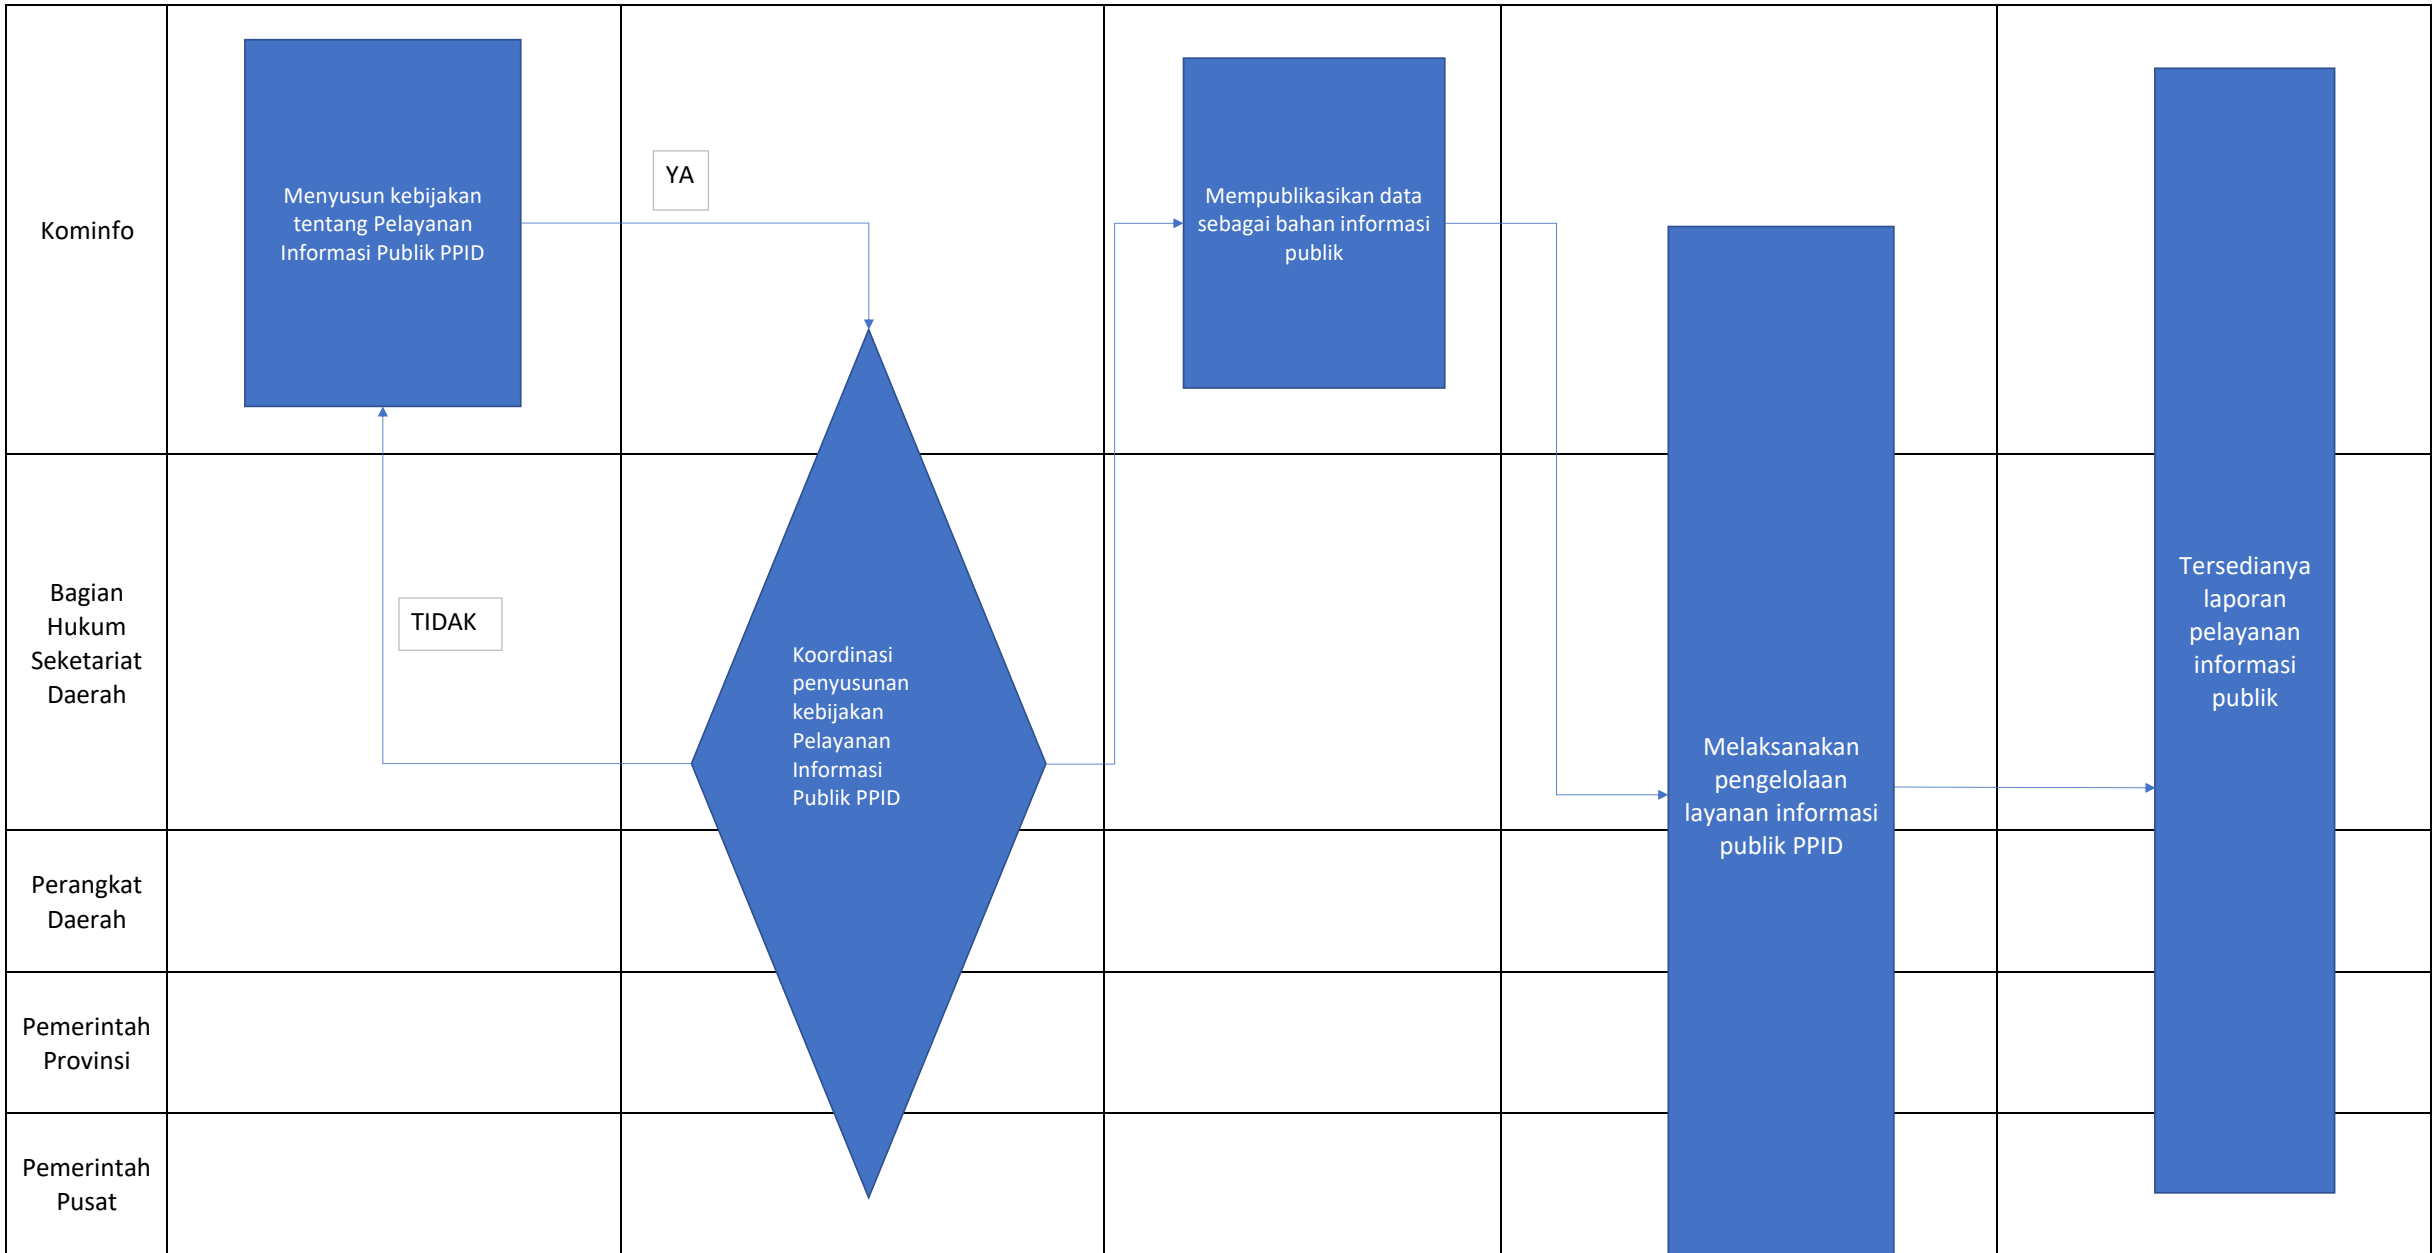 Kominfo
Menyusun kebijakan
tentang Pelayanan
Informasi Publik PPID
YA
Mempublikasikan data
sebagai bahan informasi
publik
Bagian
Hukum
Seketariat
Daerah
TIDAK
Koordinasi
penyusunan
kebijakan
Pelayanan
Informasi
Publik PPID
Melaksanakan
pengelolaan
layanan informasi
publik PPID
Tersedianya
laporan
pelayanan
informasi
publik
Perangkat
Daerah
Pemerintah
Provinsi
Pemerintah
Pusat